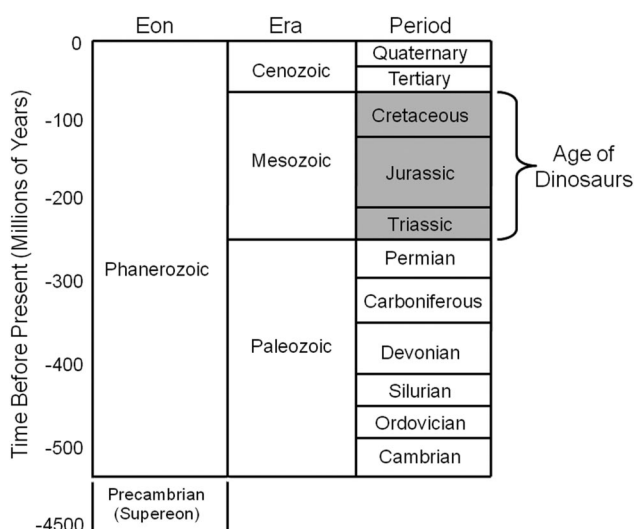 Eon
Era
Period
Time Before Present (Millions of Years)
0
-100
-200
-300
-400
-500
-4500
Phanerozoic
Precambrian
(Supereon)
Cenozoic
Mesozoic
Paleozoic
Quaternary
Tertiary
Cretaceous
Jurassic
Triassic
Permian
Carboniferous
Devonian
Silurian
Ordovician
Cambrian
Age of
Dinosaurs